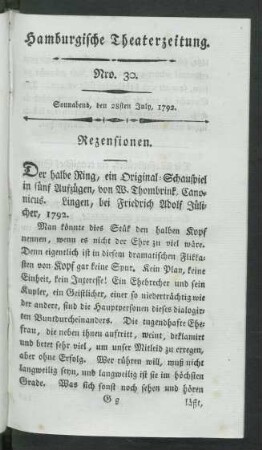 Hamburgische Theaterzeitung.
Nro. 30.
Sonnabend, den 28sten July, 1792.
Rezensionen.
Der halbe Ring, ein Original-Schauspiel
in fünf Aufzügen, von W. Thombrink, Cano-
nicus. Lingen, bei Friedrich Adolf Jüli-
cher, 1792.
Man könnte dies Stük den halben Kopf
nennen, wenn es nicht der Ehre zu viel wäre.
Denn eigentlich ist in diesem dramatischen Flikka-
sten von Kopf gar keine Spur. Kein Plan, keine
Einheit, kein Interesse! Ein Ehebrecher und sein
Kupler, ein Geistlicher, einer so niederträchtig wie
der andere, sind die Hauptpersonen dieses dialogir-
ten Buntdurcheinanders. Die tugendhafte Ehe-
frau, die neben ihnen auftritt, weint, deklamirt
und betet sehr viel, um unser Mitleid zu erregen,
aber ohne Erfolg. Wer rühren will, muß nicht
langweilig seyn, und langweilig ist sie im höchsten
Grade. Was sich sonst noch sehen und hören
G g läßt,